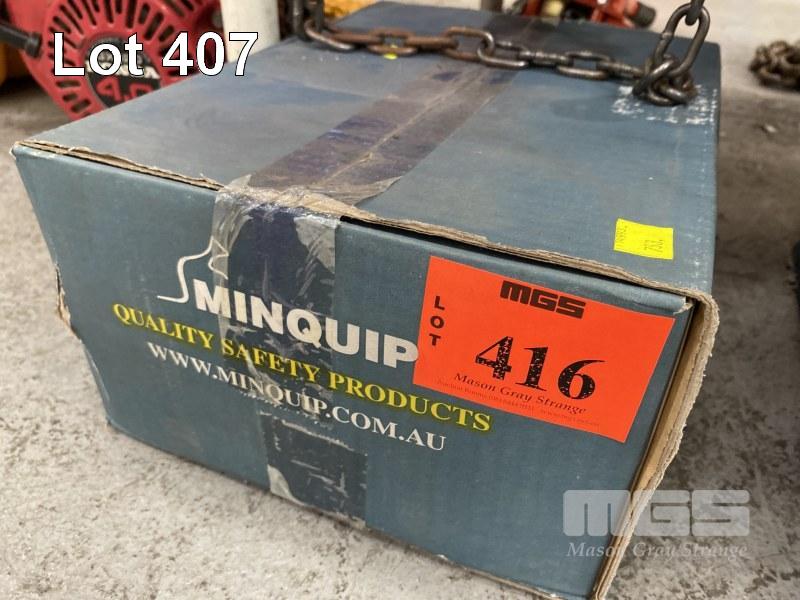 Lot 407
MINQUIP
QUALITY SAFETY PRODUCTS
WWW.MINQUIP.COM.AU
MGS
LOT
416
Mason Gray Strange
MGS
Mason Gray Strange